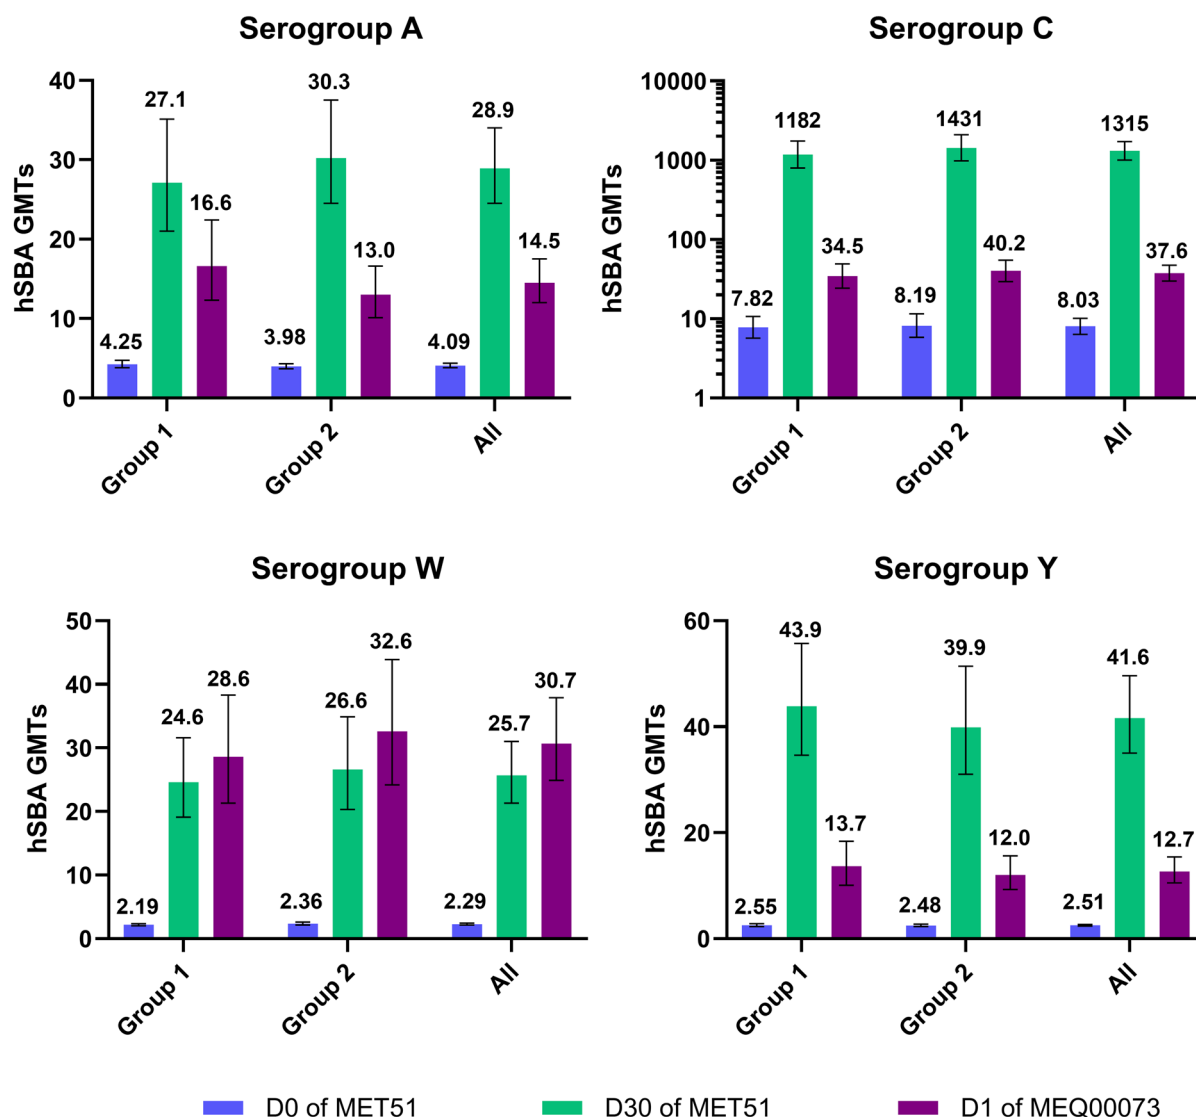 Serogroup A
hSBA GMTs
40
30
20
10
0
27.1
30.3
28.9
16.6
13.0
14.5
4.25
3.98
4.09
Group 1
Group 2
All
Serogroup C
hSBA GMTs
10000
1000
100
10
1
1182
1431
1315
34.5
40.2
37.6
7.82
8.19
8.03
Group 1
Group 2
All
Serogroup W
hSBA GMTs
50
40
30
20
10
0
24.6
28.6
26.6
32.6
25.7
30.7
2.19
2.36
2.29
Group 1
Group 2
All
Serogroup Y
hSBA GMTs
60
40
20
0
43.9
39.9
41.6
13.7
12.0
12.7
2.55
2.48
2.51
Group 1
Group 2
All
D0 of MET51
D30 of MET51
D1 of MEQ00073